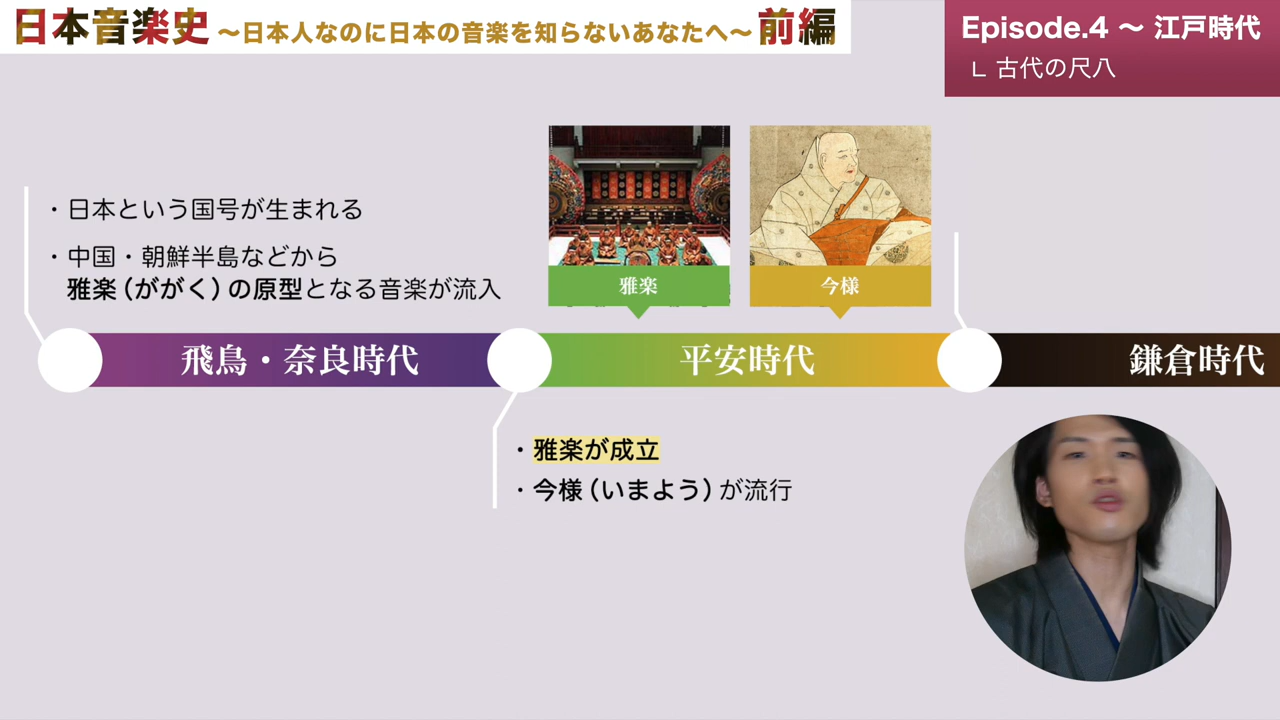 日本音楽史 ～日本人なのに日本の音楽を知らないあなたへ～ 前編
Episode.4 ～ 江戸時代
∟ 古代の尺八
・日本という国号が生まれる
・中国・朝鮮半島などから
雅楽（ががく）の原型となる音楽が流入
雅楽
今様
飛鳥・奈良時代
平安時代
鎌倉時代
・雅楽が成立
・今様（いまよう）が流行